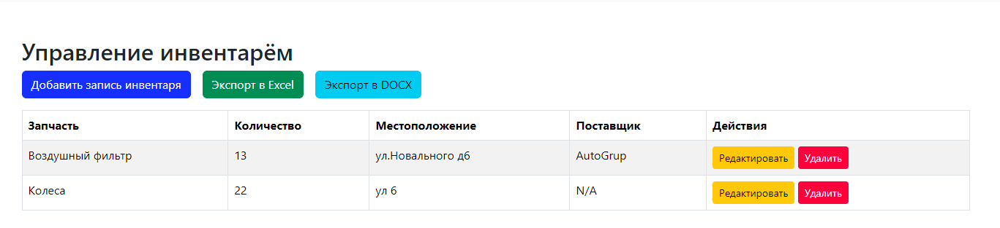 Управление инвентарём
Добавить запись инвентаря Экспорт в Excel Экспорт в DOCX
Запчасть Количество Местоположение Поставщик Действия
Воздушный фильтр 13 ул.Новального д6 AutoGrup Редактировать Удалить
Колеса 22 ул 6 N/A Редактировать Удалить